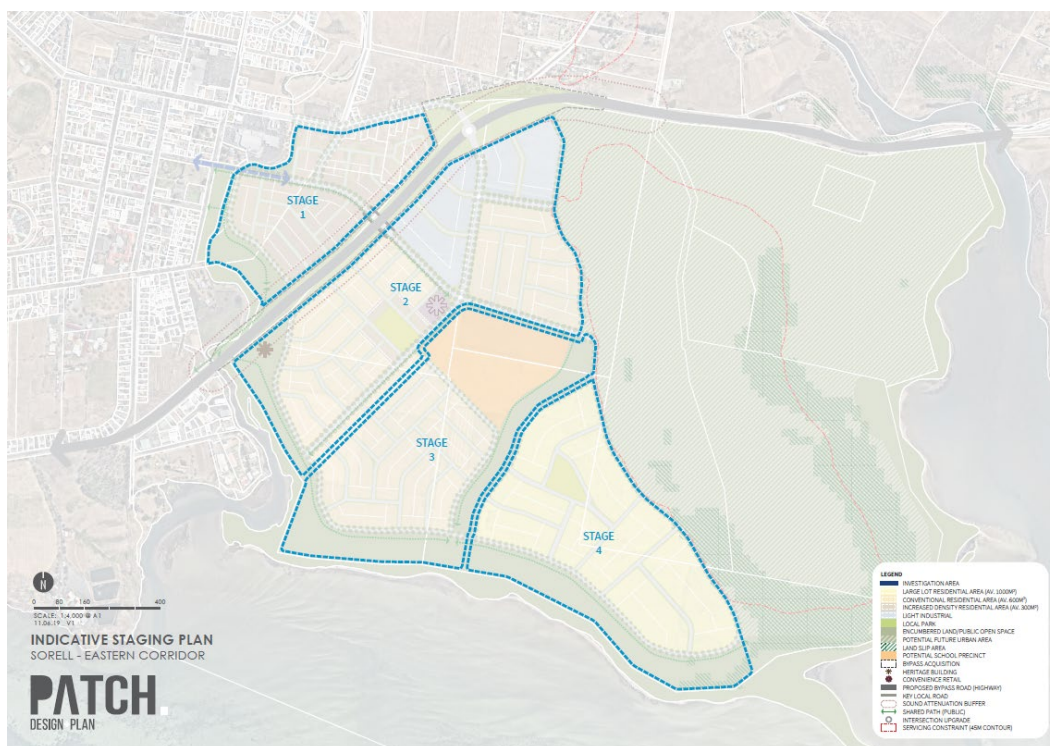 STAGE
1
STAGE
2
STAGE
3
STAGE
4
N
0 80 160 400
SCALE: 1:4,000 @ A1
11.06.19 V1
INDICATIVE STAGING PLAN
SORELL - EASTERN CORRIDOR
PATCH.
DESIGN PLAN
LEGEND
INVESTIGATION AREA
LARGE LOT RESIDENTIAL AREA (AV. 1000M²)
CONVENTIONAL RESIDENTIAL AREA (AV. 600M²)
INCREASED DENSITY RESIDENTIAL AREA (AV. 300M²)
LIGHT INDUSTRIAL
LOCAL PARK
ENCUMBERED LAND/PUBLIC OPEN SPACE
POTENTIAL FUTURE URBAN AREA
LAND SLIP AREA
POTENTIAL SCHOOL PRECINCT
BYPASS ACQUISITION
HERITAGE BUILDING
CONVENIENCE RETAIL
PROPOSED BYPASS ROAD (HIGHWAY)
KEY LOCAL ROAD
SOUND ATTENUATION BUFFER
SHARED PATH (PUBLIC)
INTERSECTION UPGRADE
SERVICING CONSTRAINT (45M CONTOUR)